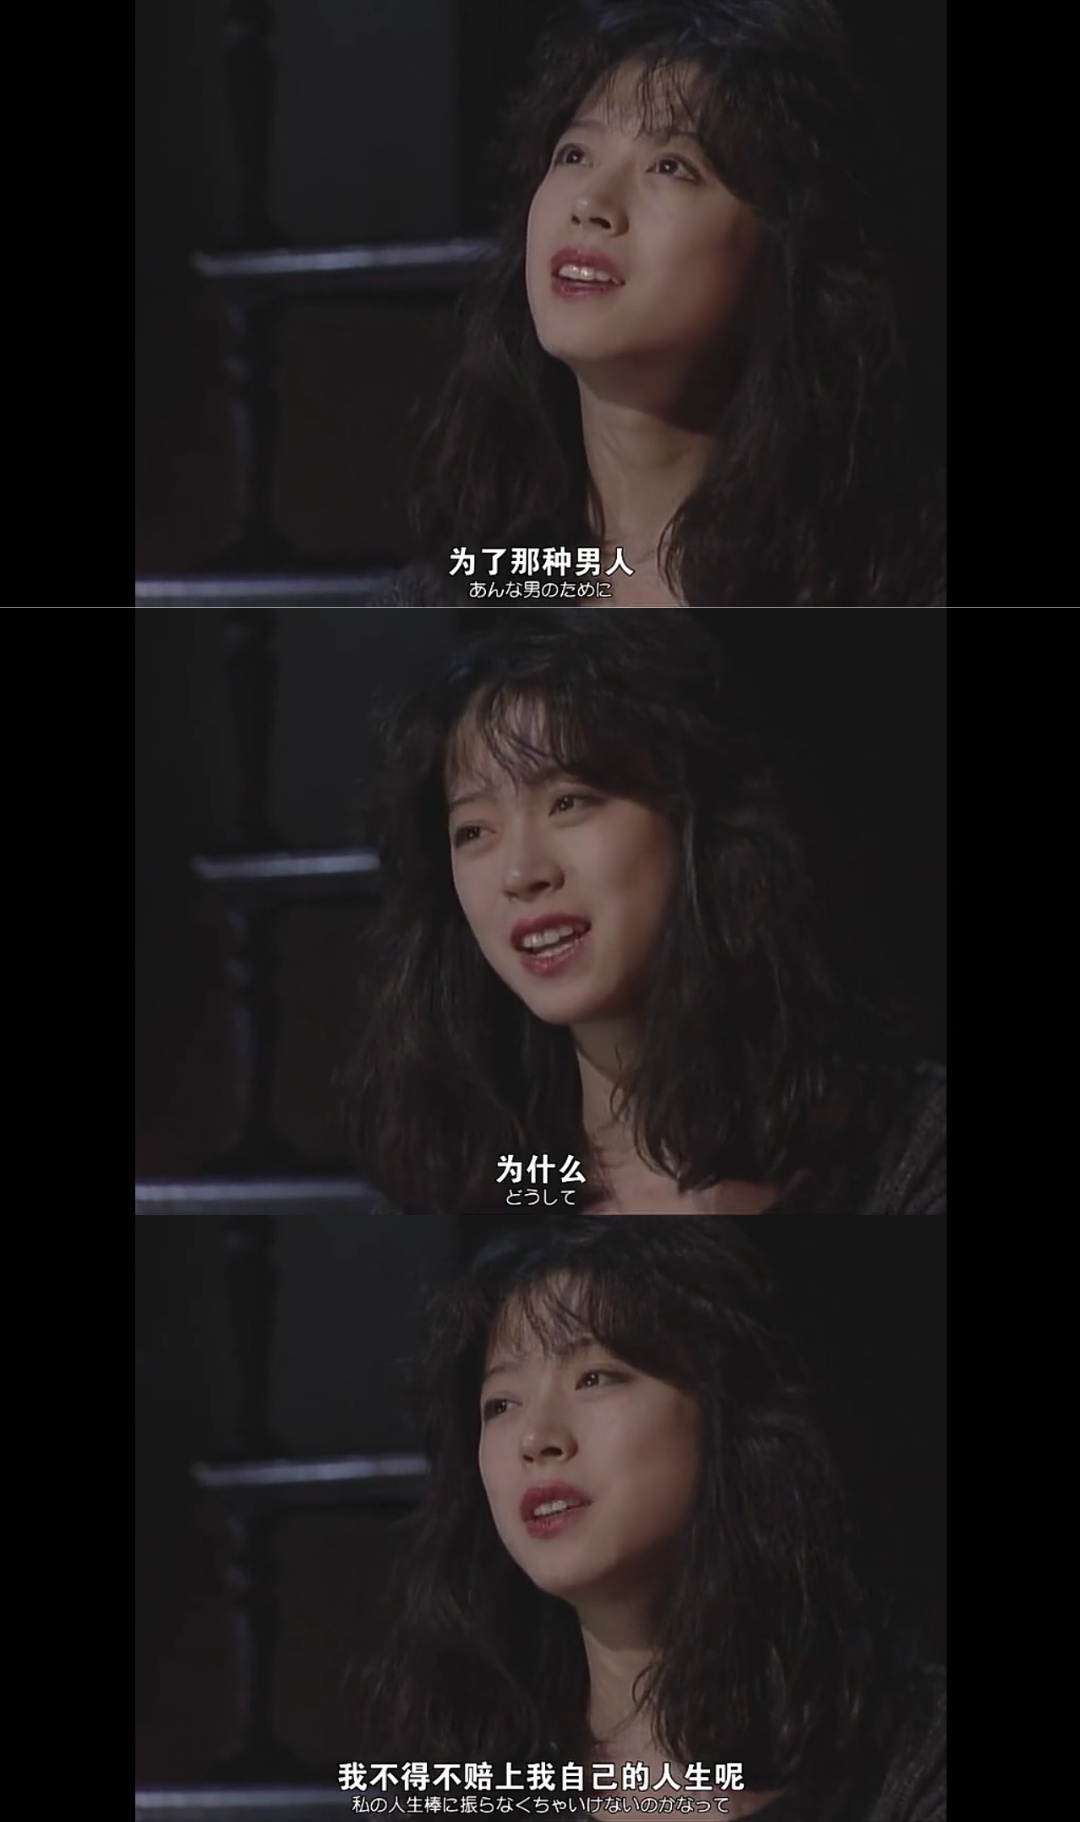 为了那种男人
あんな男のために
为什么
どうして
我不得不赔上我自己的人生呢
私の人生棒に振らなくちゃいけないのかなって